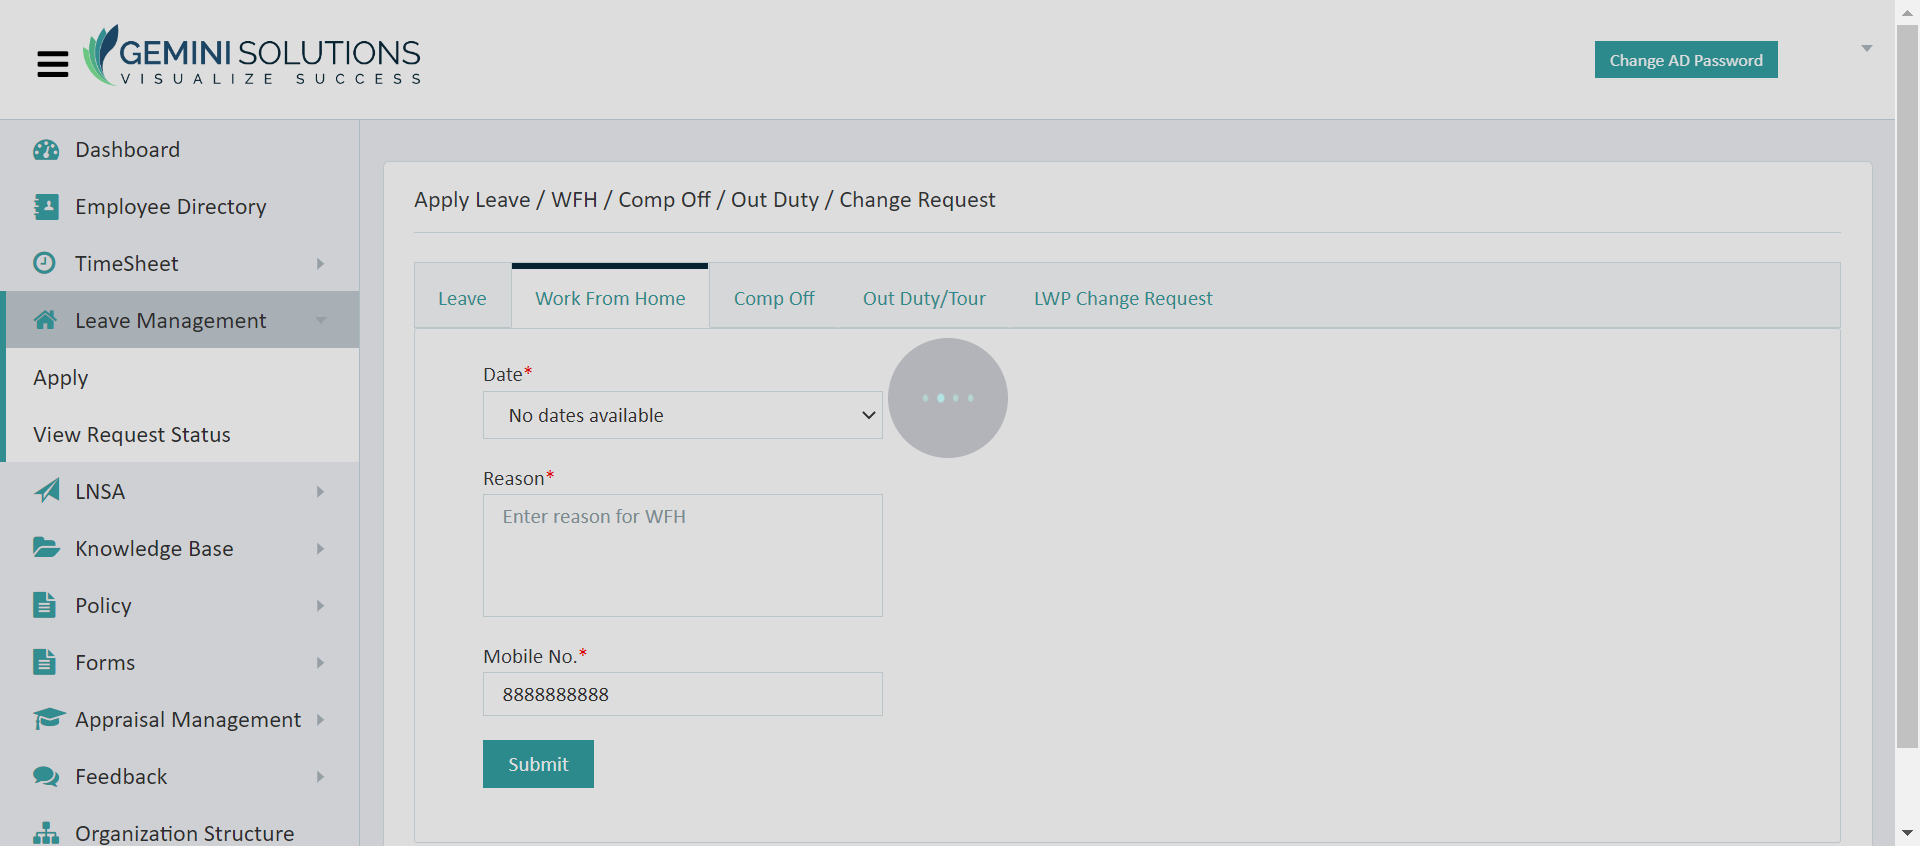 GEMINI SOLUTIONS
VISUALIZE SUCCESS
Change AD Password
Dashboard
Employee Directory
TimeSheet
Leave Management
Apply
View Request Status
LNSA
Knowledge Base
Policy
Forms
Appraisal Management
Feedback
Organization Structure
Apply Leave / WFH / Comp Off / Out Duty / Change Request
Leave Work From Home Comp Off Out Duty/Tour LWP Change Request
Date*
No dates available
Reason*
Enter reason for WFH
Mobile No.*
8888888888
Submit